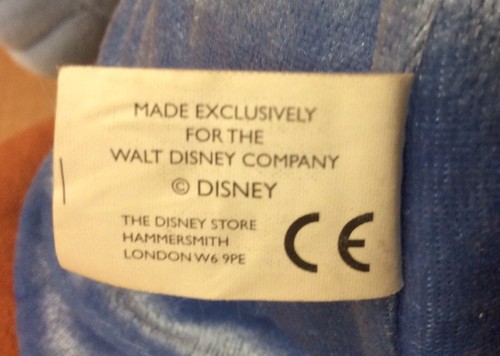 MADE EXCLUSIVELY
FOR THE
WALT DISNEY COMPANY
© DISNEY
THE DISNEY STORE
HAMMERSMITH
LONDON W6 9PE
CE